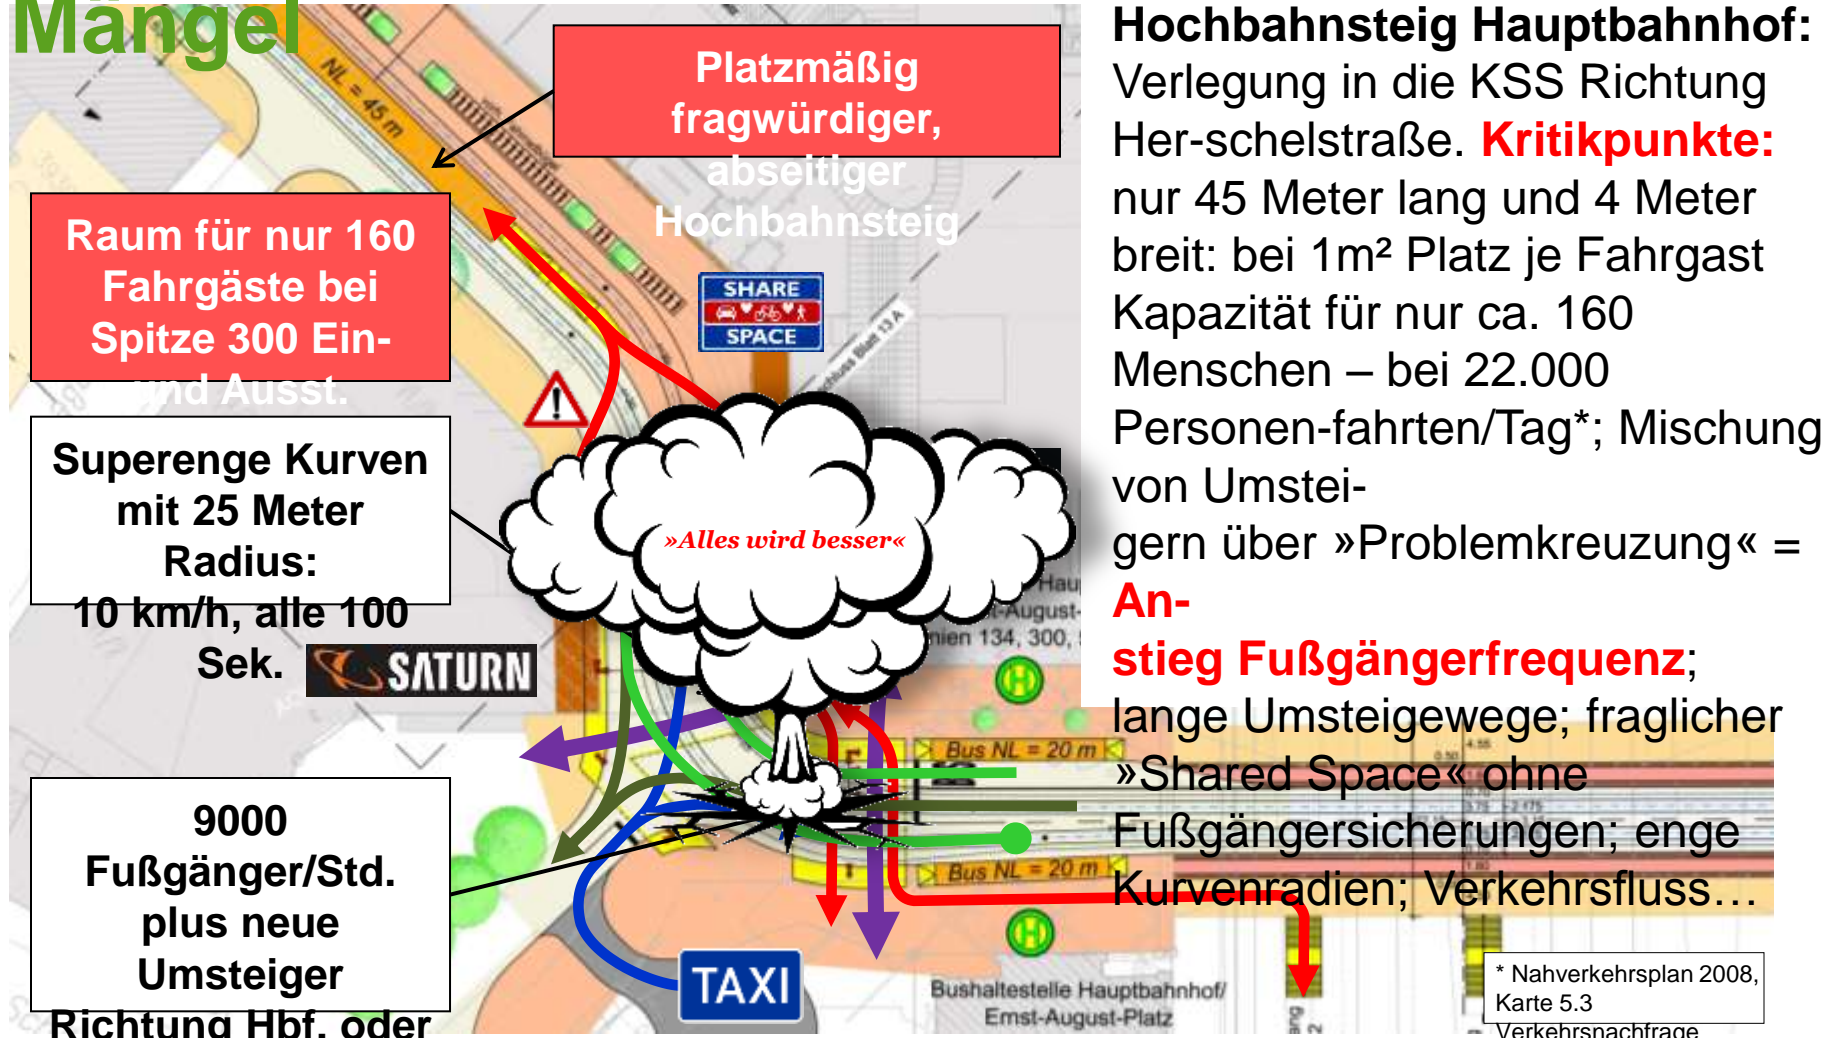 Mängel
NL = 45 m
Platzmäßig
fragwürdiger,
abseitiger
Hochbahnsteig
Raum für nur 160
Fahrgäste bei
Spitze 300 Ein-
und Ausst.
SHARE
SPACE
Superenge Kurven
mit 25 Meter
Radius:
10 km/h, alle 100
Sek.
SATURN
»Alles wird besser«
134, 300,
9000
Fußgänger/Std.
plus neue
Umsteiger
Richtung Hbf. oder
TAXI
H
Bus NL = 20 m
Bus NL = 20 m
H
Bushaltestelle Hauptbahnhof/
Ernst-August-Platz
Hochbahnsteig Hauptbahnhof:
Verlegung in die KSS Richtung
Her-schelstraße. Kritikpunkte:
nur 45 Meter lang und 4 Meter
breit: bei 1m² Platz je Fahrgast
Kapazität für nur ca. 160
Menschen – bei 22.000
Personen-fahrten/Tag*; Mischung
von Umstei-
gern über »Problemkreuzung« =
An-
stieg Fußgängerfrequenz;
lange Umsteigewege; fraglicher
»Shared Space« ohne
Fußgängersicherungen; enge
Kurvenradien; Verkehrsfluss…
* Nahverkehrsplan 2008,
Karte 5.3
Verkehrsnachfrage